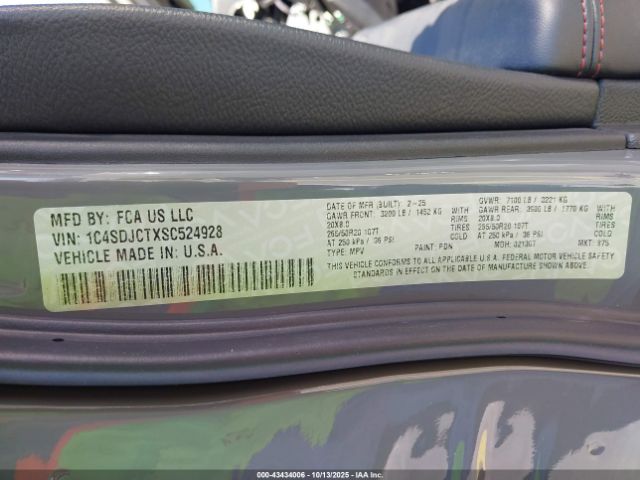 MFD BY: FCA US LLC
VIN: 1C4SDJCTXSC524928
VEHICLE MADE IN: U.S.A.
DATE OF MFR (BUILT): 2-25 GVWR: 7100 LB / 3221 KG
GAWR FRONT: 3200 LB / 1452 KG WITH GAWR REAR: 3900 LB / 1770 KG WITH
20X8.0 RIMS 20X8.0 RIMS
265/50R20 107T TIRES 265/50R20 107T TIRES
AT 250 kPa / 36 PSI COLD AT 250 kPa / 36 PSI COLD
TYPE: MPV PAINT: PDN MDH: 021307 MKT: 975
THIS VEHICLE CONFORMS TO ALL APPLICABLE U.S.A. FEDERAL MOTOR VEHICLE SAFETY
STANDARDS IN EFFECT ON THE DATE OF MANUFACTURE SHOWN ABOVE.
000-43434006 | 10/13/2025 | IAAI.COM